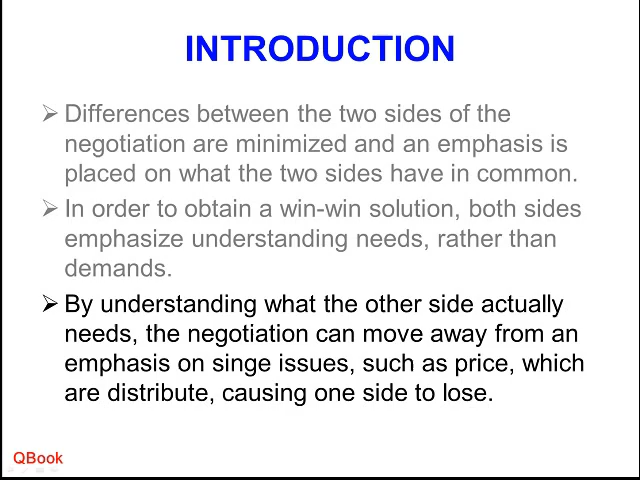 INTRODUCTION
Differences between the two sides of the
negotiation are minimized and an emphasis is
placed on what the two sides have in common.
In order to obtain a win-win solution, both sides
emphasize understanding needs, rather than
demands.
By understanding what the other side actually
needs, the negotiation can move away from an
emphasis on singe issues, such as price, which
are distribute, causing one side to lose.
QBook